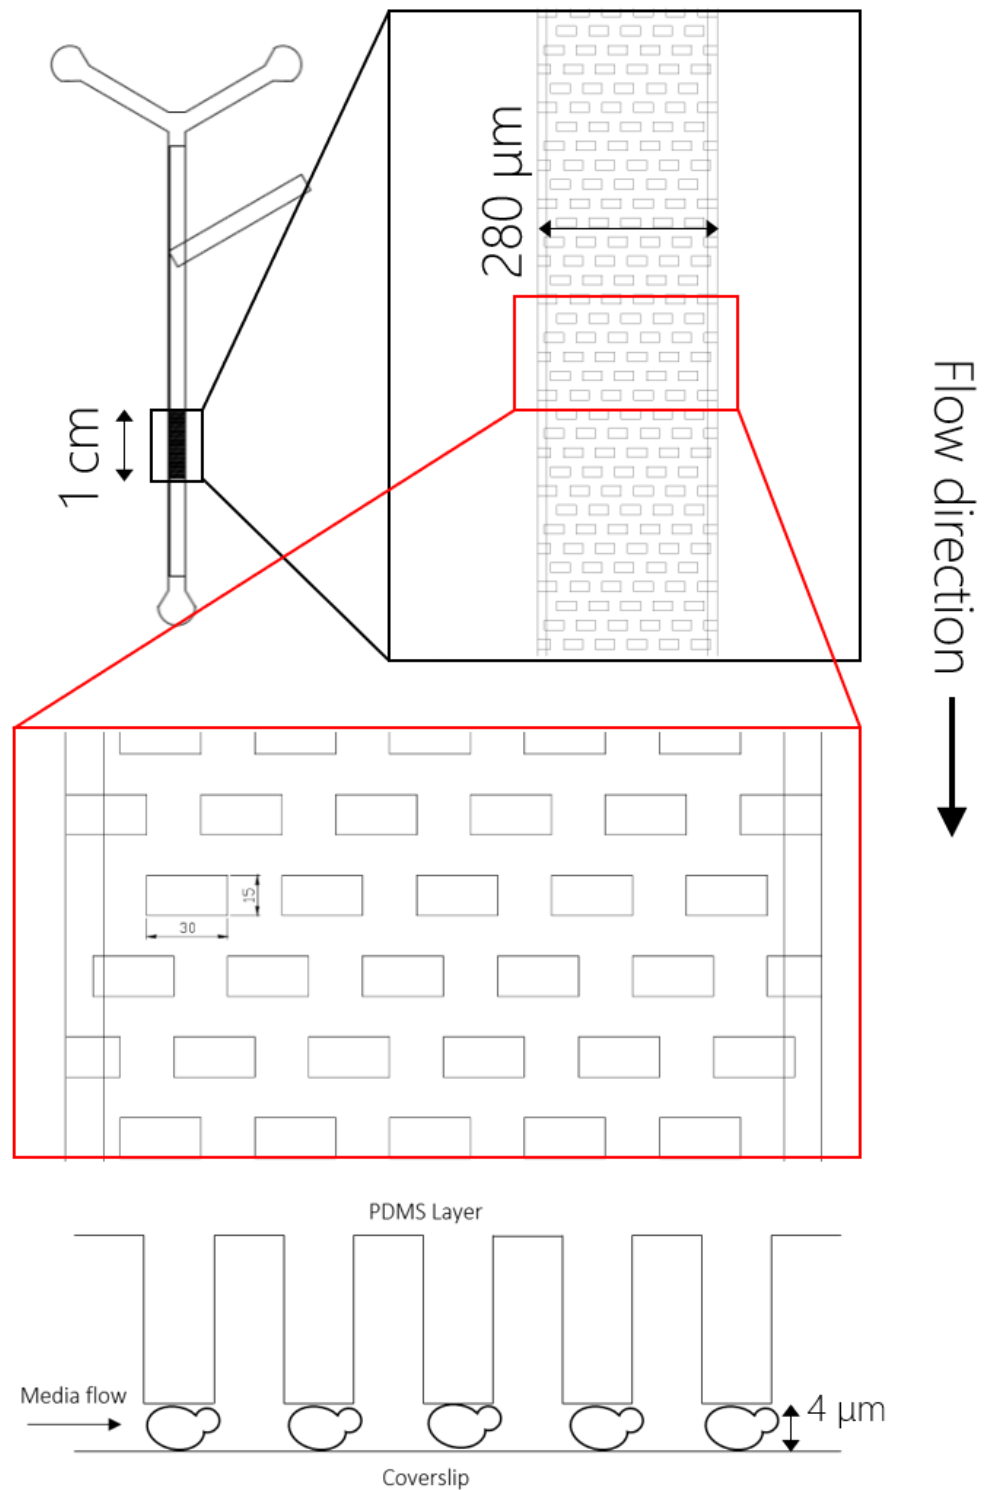 280 μm
1 cm
Flow direction
15
30
PDMS Layer
Media flow
4 μm
Coverslip